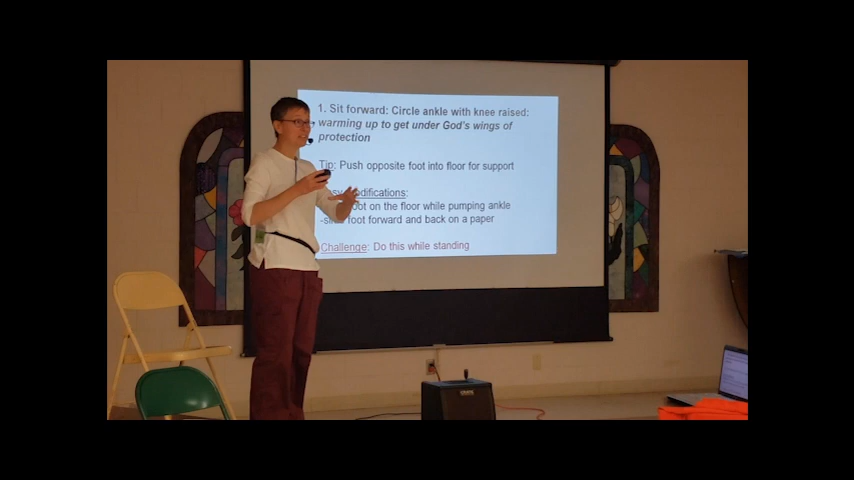 1. Sit forward: Circle ankle with knee raised:
warming up to get under God's wings of
protection
Tip: Push opposite foot into floor for support
modifications:
foot on the floor while pumping ankle
foot forward and back on a paper
Challenge: Do this while standing